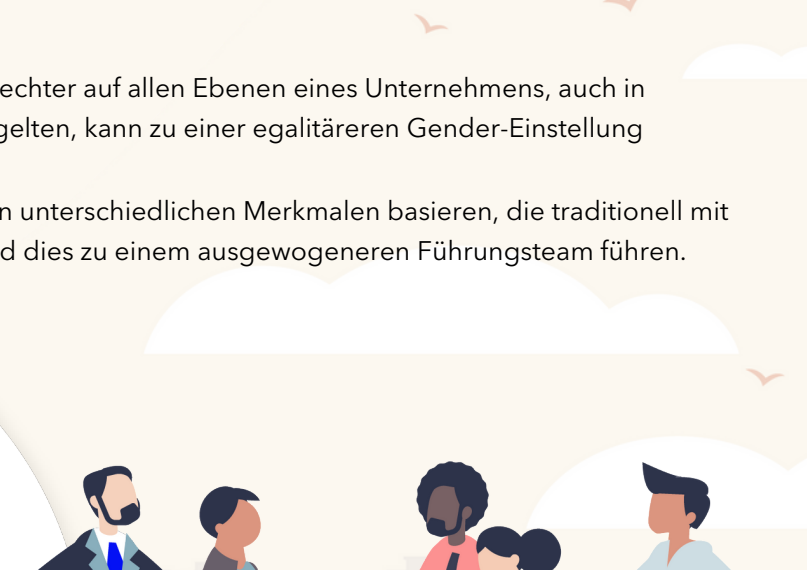 echter auf allen Ebenen eines Unternehmens, auch in
gelten, kann zu einer egalitäreren Gender-Einstellung
n unterschiedlichen Merkmalen basieren, die traditionell mit
d dies zu einem ausgewogeneren Führungsteam führen.